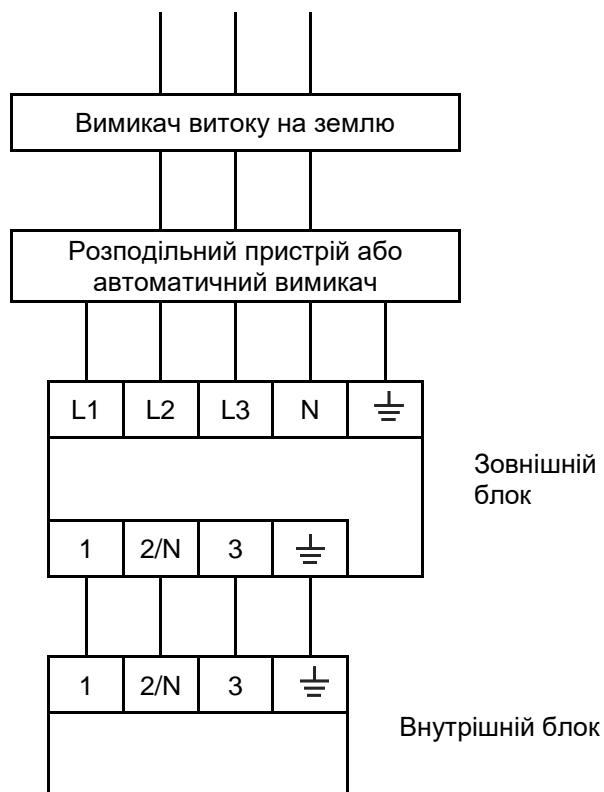 Вимикач витоку на землю
Розподільний пристрій або
автоматичний вимикач
L1 L2 L3 N
Зовнішній
блок
1 2/N 3
1 2/N 3
Внутрішній блок